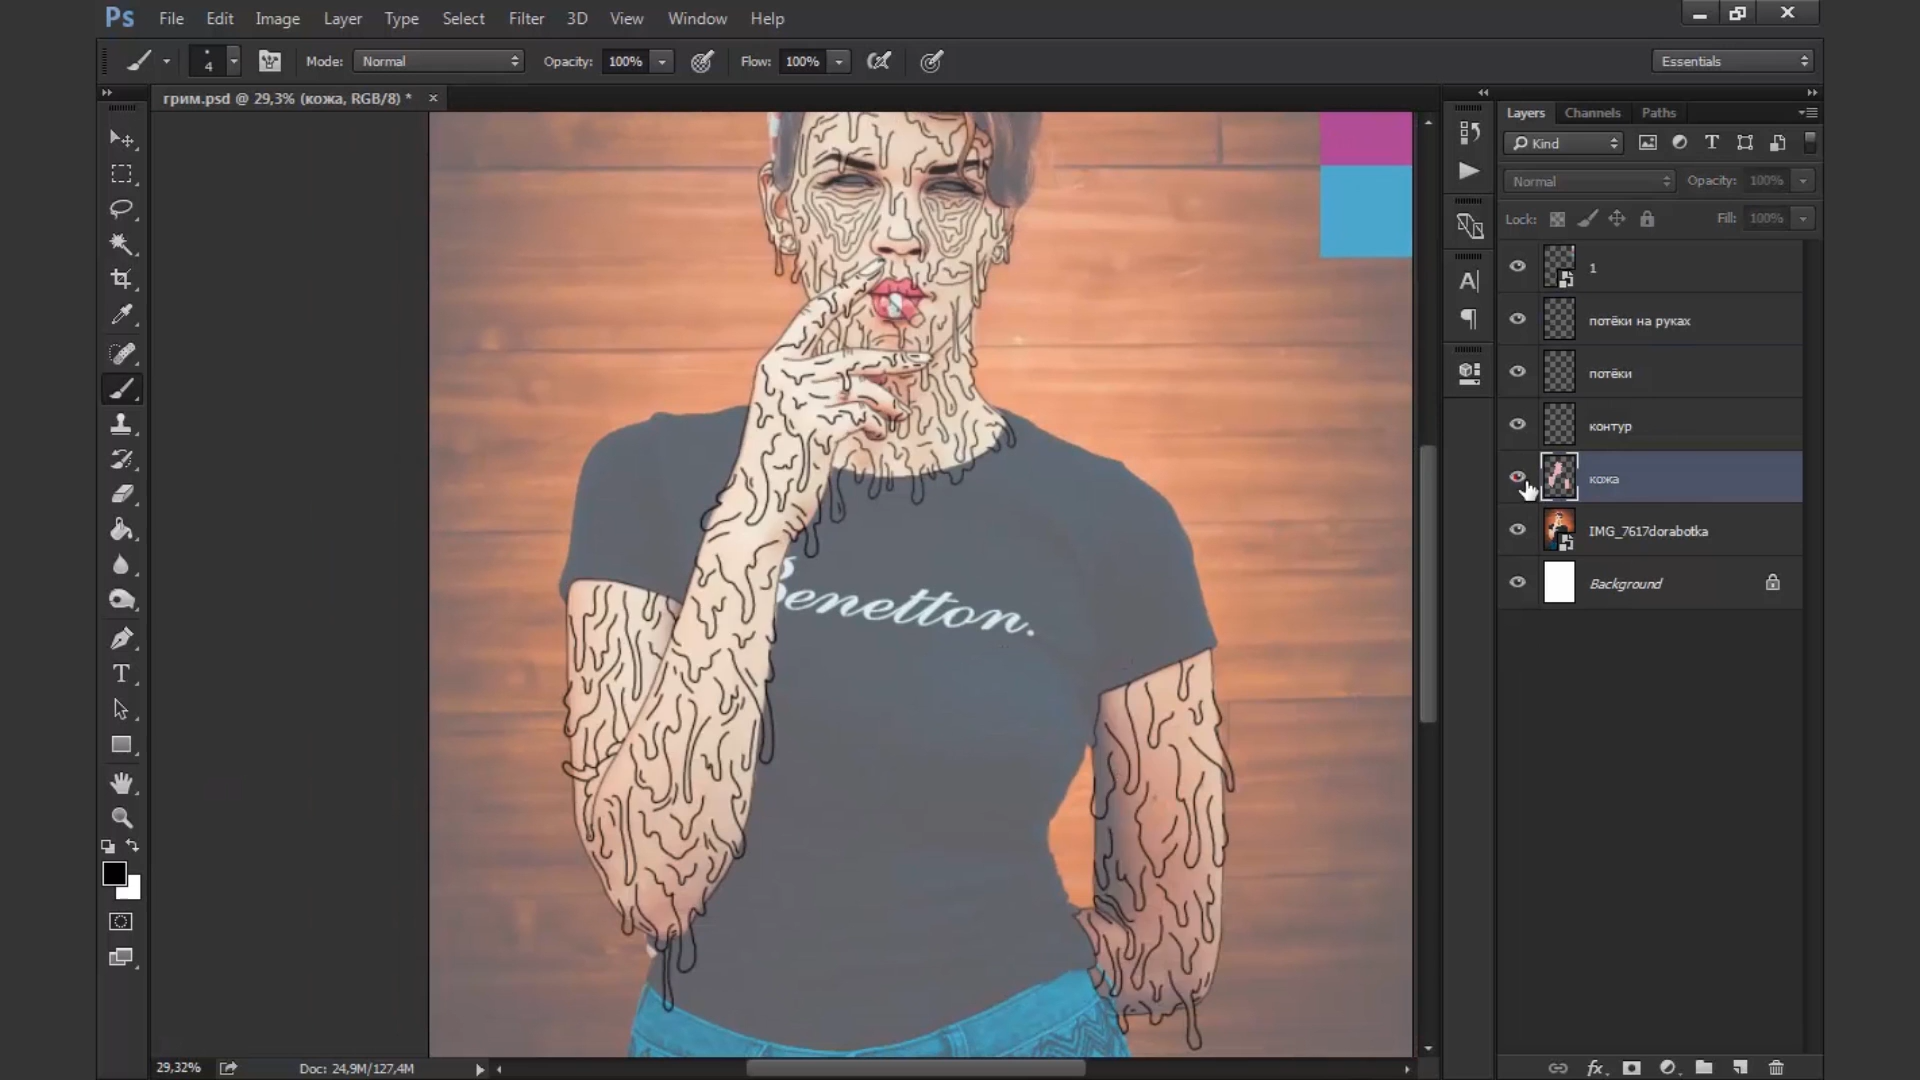 Ps File Edit Image Layer Type Select Filter 3D View Window Help
4 Mode: Normal Opacity: 100% Flow: 100% Essentials
грим.psd @ 29,3% (кожа, RGB/8) * ×
Layers Channels Paths
Kind
Normal Opacity: 100%
Lock: Fill: 100%
1
потёки на руках
потёки
контур
кожа
IMG_7617dorabotka
Background
Benetton.
29,32% Doc: 24,9M/127,4M